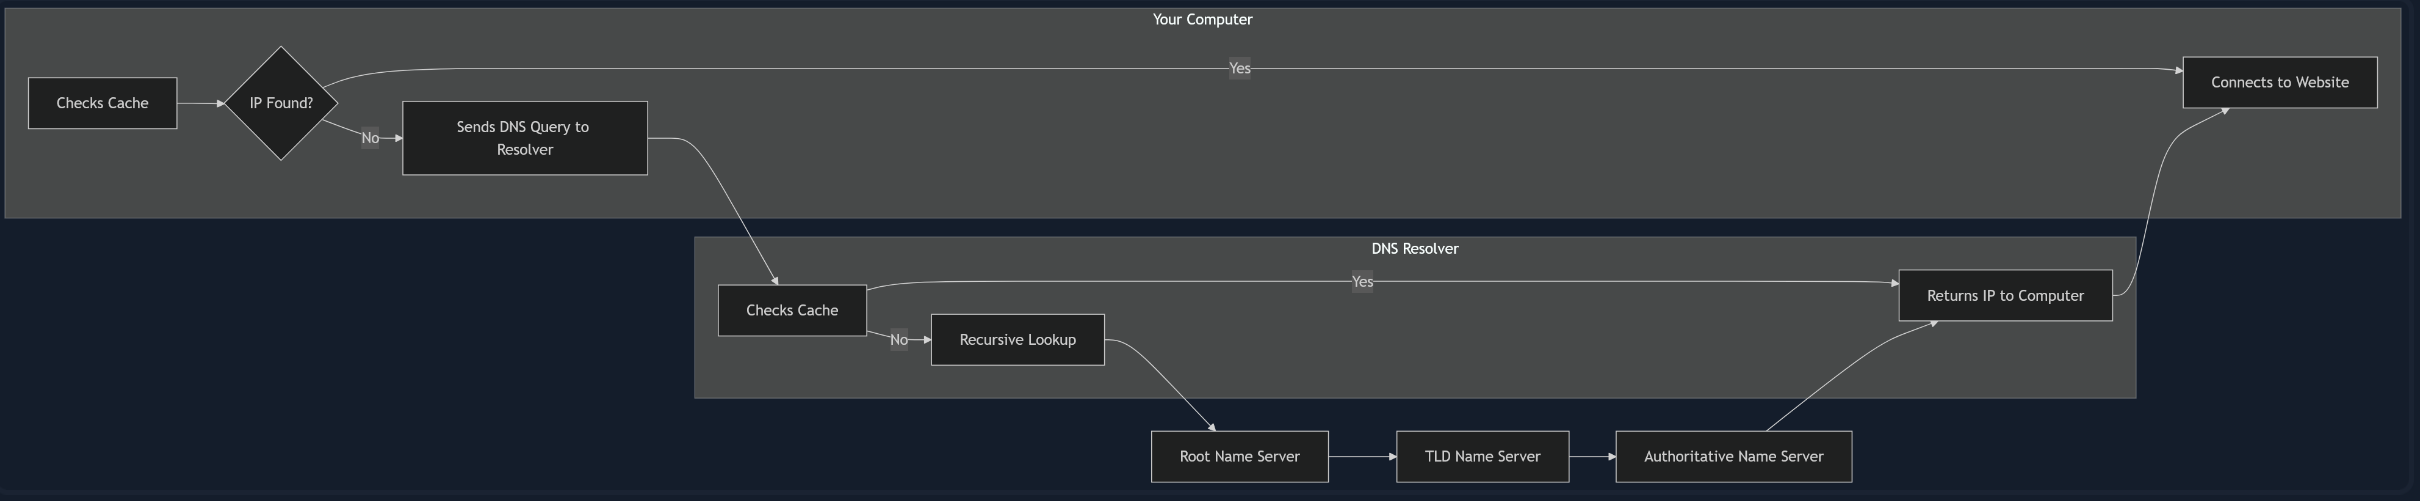 Your Computer
Checks Cache
IP Found?
Yes
No
Sends DNS Query to
Resolver
Connects to Website
DNS Resolver
Checks Cache
Yes
No
Recursive Lookup
Returns IP to Computer
Root Name Server
TLD Name Server
Authoritative Name Server